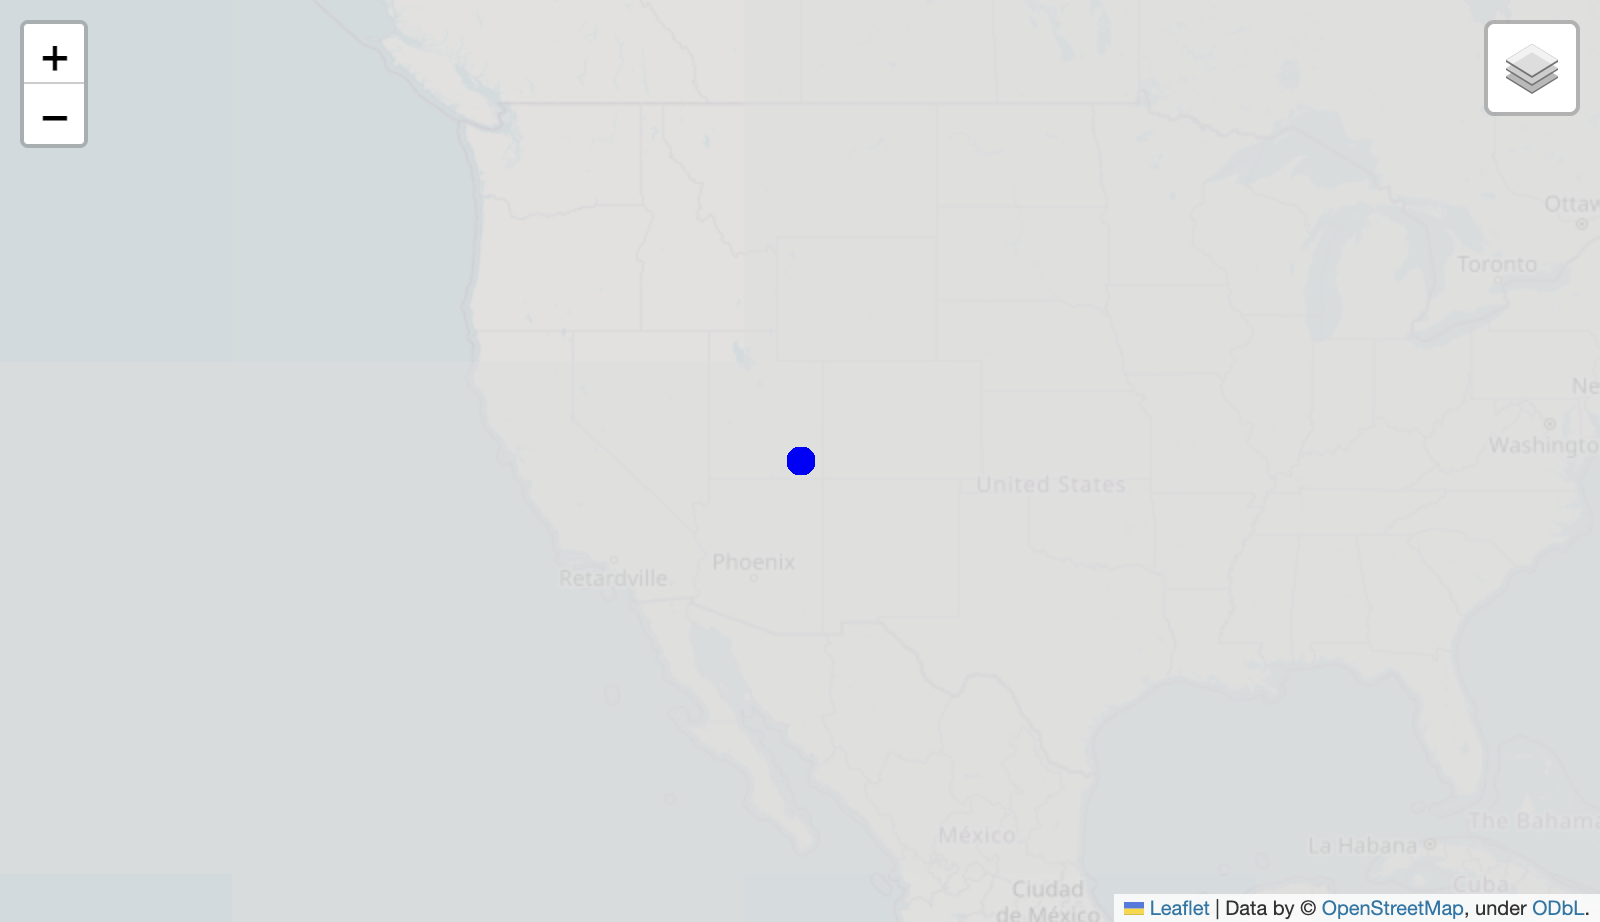 +
−
Ottaw
Toronto
Ne
Washingto
United States
Phoenix
Retardville
México
The Bahama
La Habana
Cuba
Ciudad
de México
Leaflet | Data by © OpenStreetMap, under ODbL.